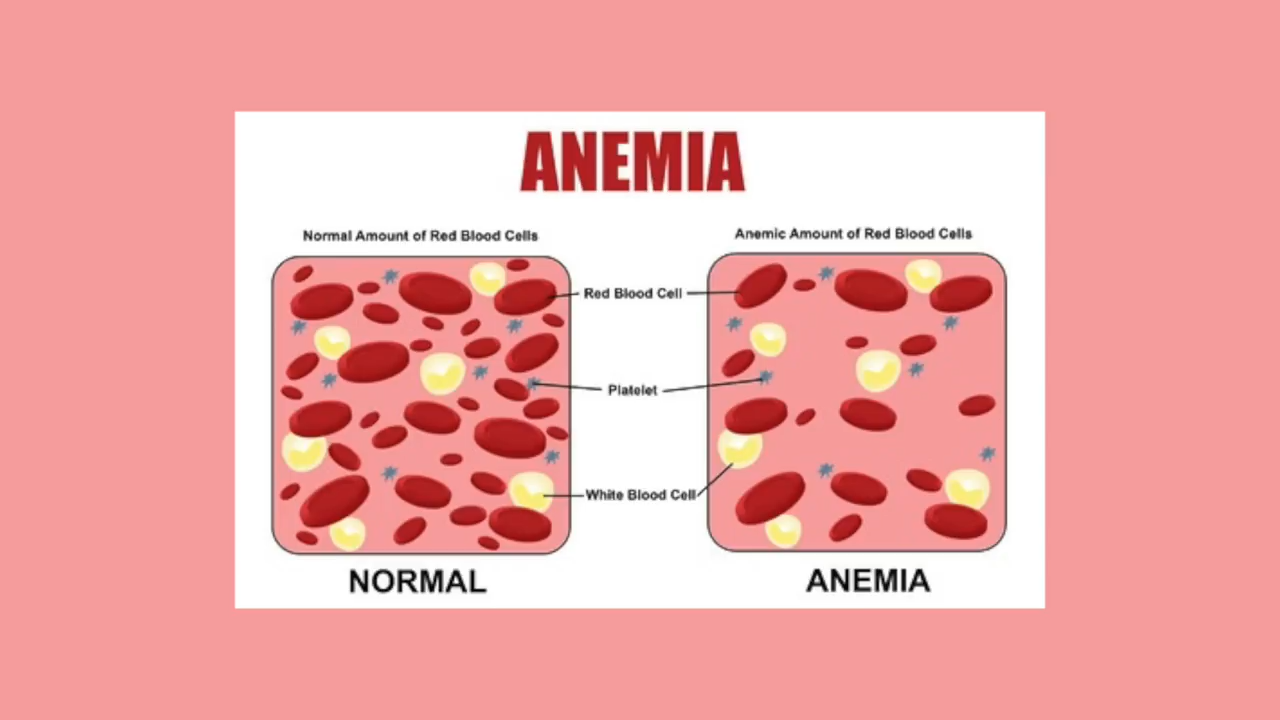 ANEMIA
Normal Amount of Red Blood Cells
Anemic Amount of Red Blood Cells
Red Blood Cell
Platelet
White Blood Cell
NORMAL
ANEMIA